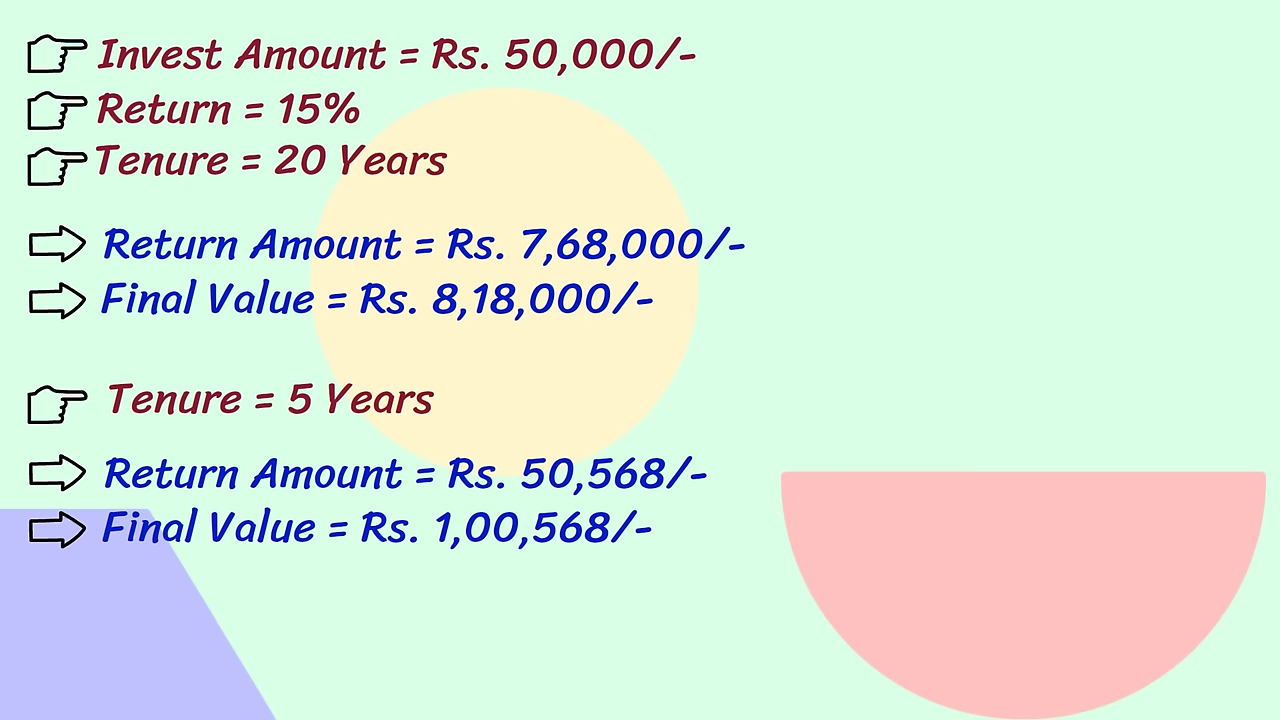 Invest Amount = Rs. 50,000/-
Return = 15%
Tenure = 20 Years
Return Amount = Rs. 7,68,000/-
Final Value = Rs. 8,18,000/-
Tenure = 5 Years
Return Amount = Rs. 50,568/-
Final Value = Rs. 1,00,568/-